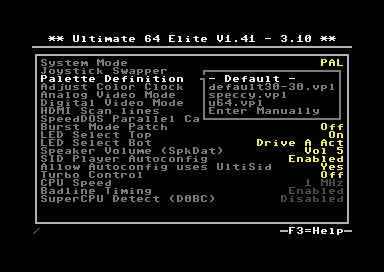 ** Ultimate 64 Elite V1.41 - 3.10 **
System Mode PAL
Joystick Swapper
Palette Definition - Default -
Adjust Color Clock default30-30.vpl
Analog Video Mode speccy.vpl
Digital Video Mode u64.vpl
HDMI Scan lines Enter Manually
SpeedDOS Parallel Ca
Burst Mode Patch Off
LED Select Top On
LED Select Bot Drive A Act
Speaker Volume (SpkDat) Vol 5
SID Player Autoconfig Enabled
Allow Autoconfig uses UltiSid Yes
Turbo Control Off
CPU Speed 1 MHz
Badline Timing Enabled
SuperCPU Detect (D0BC) Disabled
/ F3=Help